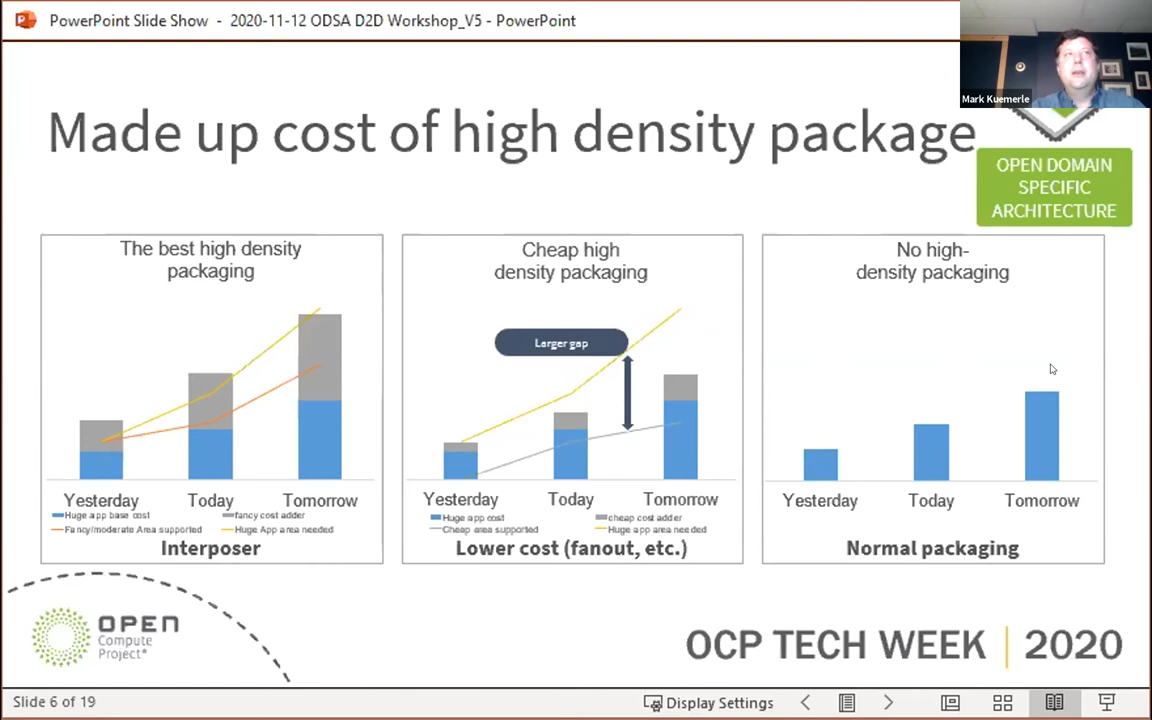 PowerPoint Slide Show - 2020-11-12 ODSA D2D Workshop_V5 - PowerPoint
Mark Kuemerle
Made up cost of high density package
OPEN DOMAIN
SPECIFIC
ARCHITECTURE
The best high density
packaging
Yesterday Today Tomorrow
Huge app base cost fancy cost adder
Fancy/moderate Area supported Huge App area needed
Interposer
Cheap high
density packaging
Larger gap
Yesterday Today Tomorrow
Huge app cost cheap cost adder
Cheap area supported Huge app area needed
Lower cost (fanout, etc.)
No high-
density packaging
Yesterday Today Tomorrow
Normal packaging
OPEN
Compute
Project®
OCP TECH WEEK | 2020
Slide 6 of 19
Display Settings